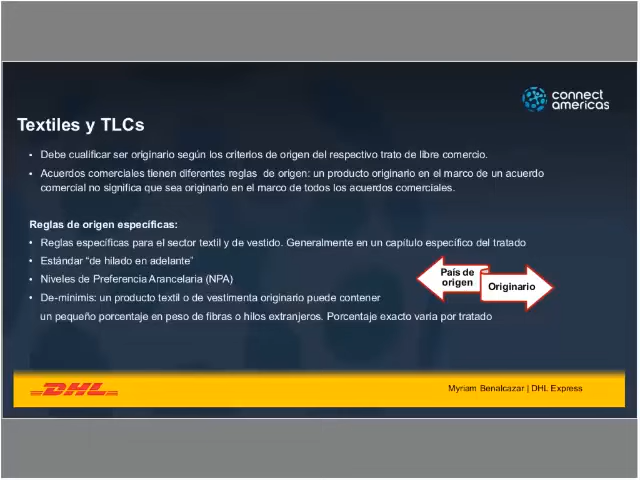 connect
americas
Textiles y TLCs
• Debe cualificar ser originario según los criterios de origen del respectivo trato de libre comercio.
• Acuerdos comerciales tienen diferentes reglas de origen: un producto originario en el marco de un acuerdo
comercial no significa que sea originario en el marco de todos los acuerdos comerciales.
Reglas de origen específicas:
• Reglas específicas para el sector textil y de vestido. Generalmente en un capítulo específico del tratado
• Estándar “de hilado en adelante”
• Niveles de Preferencia Arancelaria (NPA)
• De-minimis: un producto textil o de vestimenta originario puede contener
un pequeño porcentaje en peso de fibras o hilos extranjeros. Porcentaje exacto varía por tratado
País de
origen
Originario
DHL
Myriam Benalcazar | DHL Express